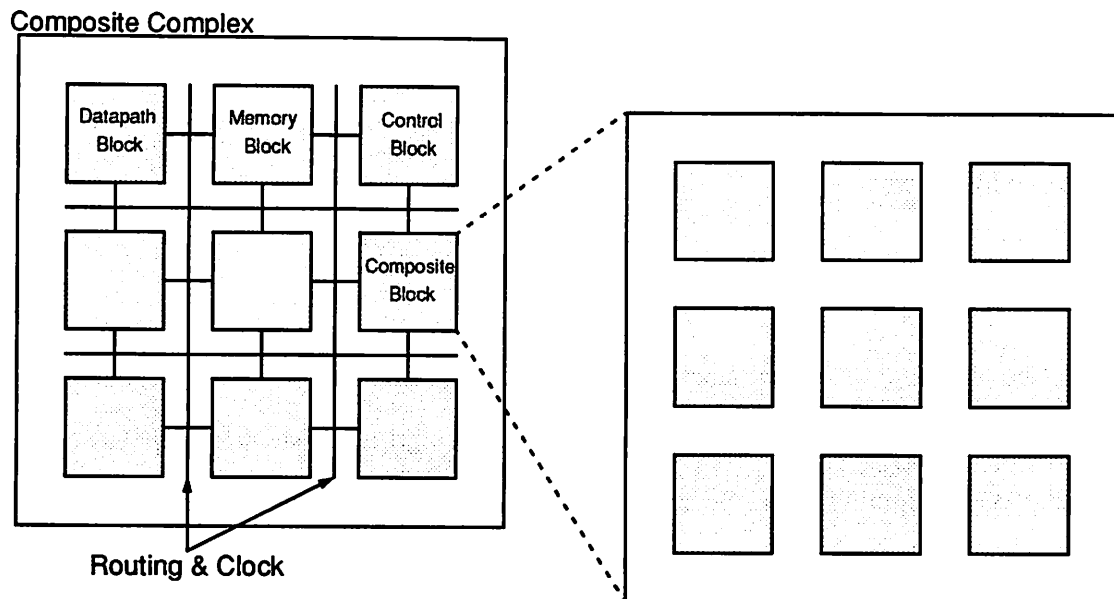 Composite Complex
Datapath
Block
Memory
Block
Control
Block
Composite
Block
Routing & Clock